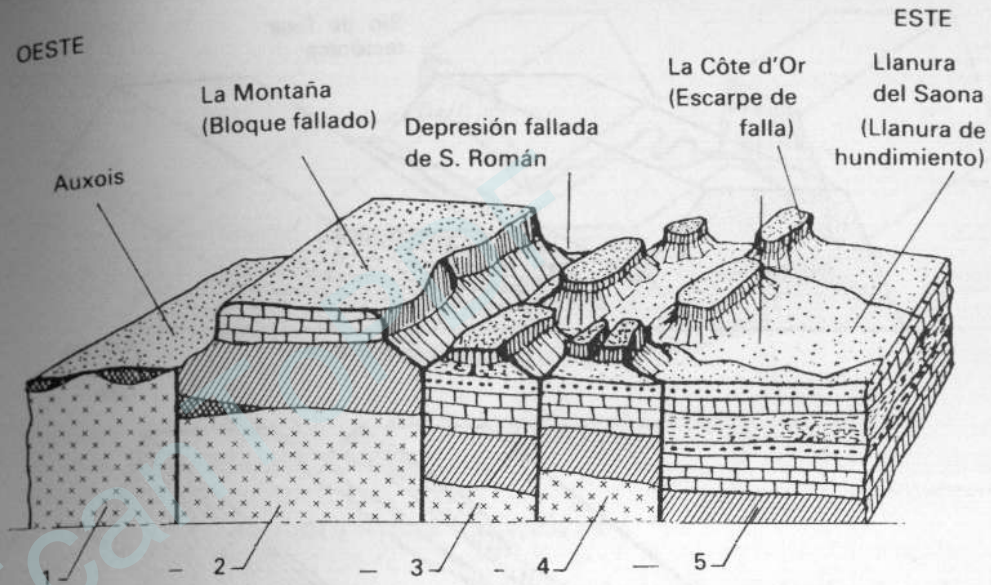 OESTE
ESTE
La Montaña
(Bloque fallado)
Depresión fallada
de S. Román
La Côte d'Or
(Escarpe de
falla)
Llanura
del Saona
(Llanura de
hundimiento)
Auxois
1 - 2 - 3 - 4 - 5